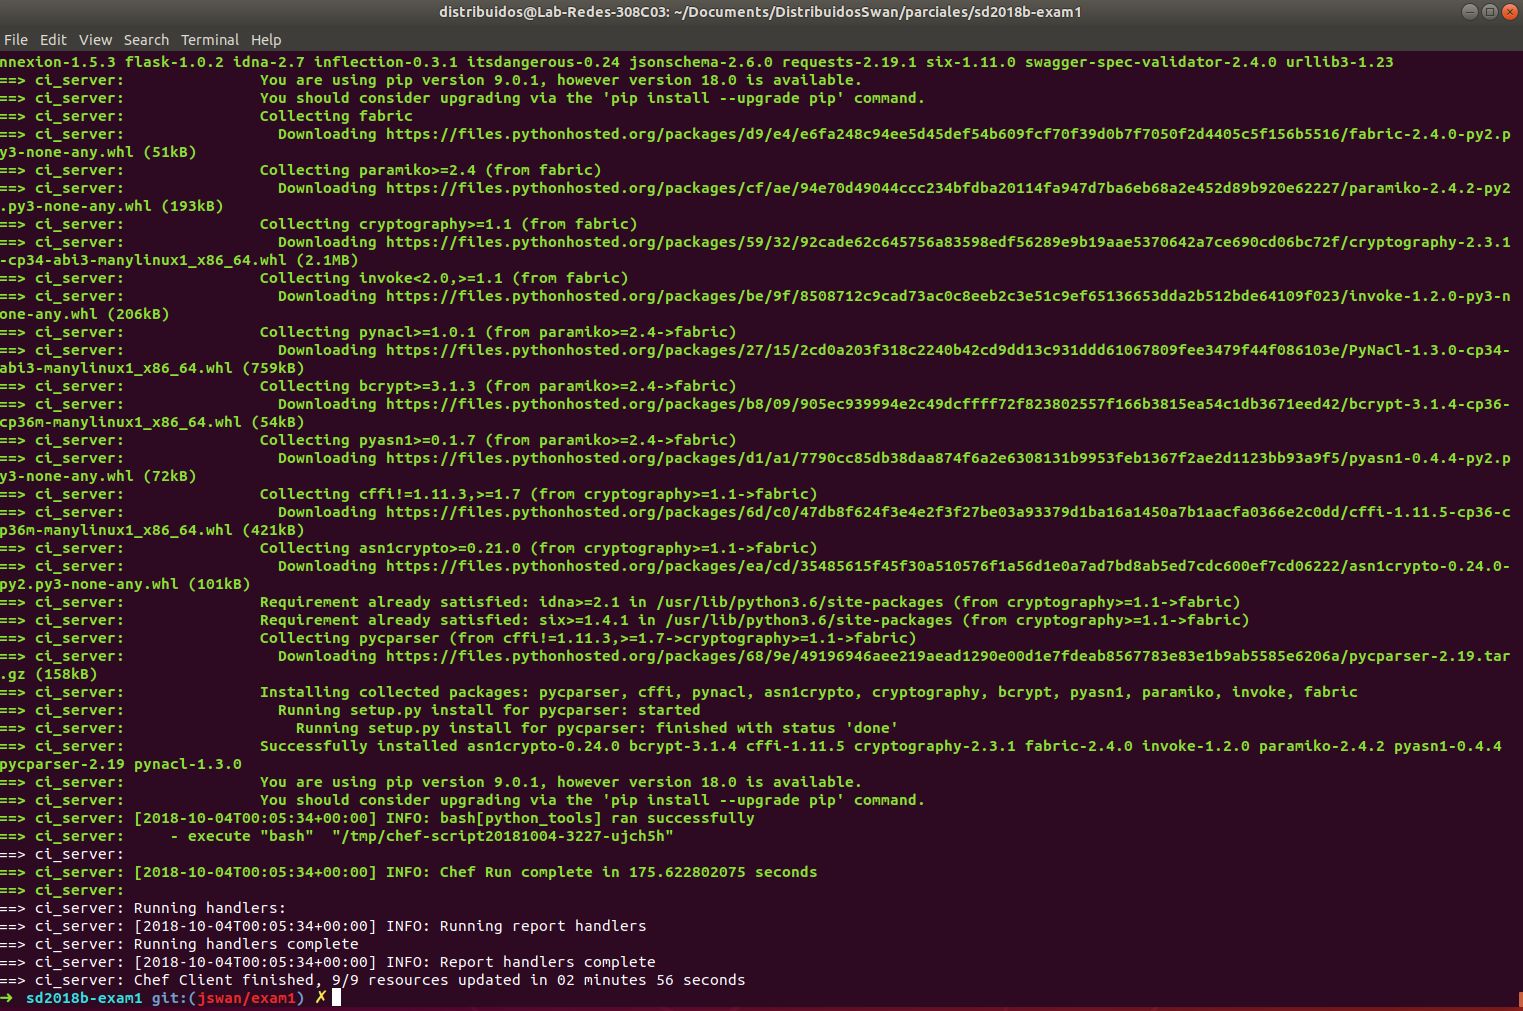 distribuidos@Lab-Redes-308C03: ~/Documents/DistribuidosSwan/parciales/sd2018b-exam1
File Edit View Search Terminal Help
nnexion-1.5.3 flask-1.0.2 idna-2.7 inflection-0.3.1 itsdangerous-0.24 jsonschema-2.6.0 requests-2.19.1 six-1.11.0 swagger-spec-validator-2.4.0 urllib3-1.23
==> ci_server: You are using pip version 9.0.1, however version 18.0 is available.
==> ci_server: You should consider upgrading via the 'pip install --upgrade pip' command.
==> ci_server: Collecting fabric
==> ci_server: Downloading https://files.pythonhosted.org/packages/d9/e4/e6fa248c94ee5d45def54b609fcf70f39d0b7f7050f2d4405c5f156b5516/fabric-2.4.0-py2.p
y3-none-any.whl (51kB)
==> ci_server: Collecting paramiko>=2.4 (from fabric)
==> ci_server: Downloading https://files.pythonhosted.org/packages/cf/ae/94e70d49044ccc234bfdba20114fa947d7ba6eb68a2e452d89b920e62227/paramiko-2.4.2-py2
.py3-none-any.whl (193kB)
==> ci_server: Collecting cryptography>=1.1 (from fabric)
==> ci_server: Downloading https://files.pythonhosted.org/packages/59/32/92cade62c645756a83598edf56289e9b19aae5370642a7ce690cd06bc72f/cryptography-2.3.1
-cp34-abi3-manylinux1_x86_64.whl (2.1MB)
==> ci_server: Collecting invoke<2.0,>=1.1 (from fabric)
==> ci_server: Downloading https://files.pythonhosted.org/packages/be/9f/8508712c9cad73ac0c8eeb2c3e51c9ef65136653dda2b512bde64109f023/invoke-1.2.0-py3-n
one-any.whl (206kB)
==> ci_server: Collecting pynacl>=1.0.1 (from paramiko>=2.4->fabric)
==> ci_server: Downloading https://files.pythonhosted.org/packages/27/15/2cd0a203f318c2240b42cd9dd13c931ddd61067809fee3479f44f086103e/PyNaCl-1.3.0-cp34-
abi3-manylinux1_x86_64.whl (759kB)
==> ci_server: Collecting bcrypt>=3.1.3 (from paramiko>=2.4->fabric)
==> ci_server: Downloading https://files.pythonhosted.org/packages/b8/09/905ec939994e2c49dcffff72f823802557f166b3815ea54c1db3671eed42/bcrypt-3.1.4-cp36-
cp36m-manylinux1_x86_64.whl (54kB)
==> ci_server: Collecting pyasn1>=0.1.7 (from paramiko>=2.4->fabric)
==> ci_server: Downloading https://files.pythonhosted.org/packages/d1/a1/7790cc85db38daa874f6a2e6308131b9953feb1367f2ae2d1123bb93a9f5/pyasn1-0.4.4-py2.p
y3-none-any.whl (72kB)
==> ci_server: Collecting cffi!=1.11.3,>=1.7 (from cryptography>=1.1->fabric)
==> ci_server: Downloading https://files.pythonhosted.org/packages/6d/c0/47db8f624f3e4e2f3f27be03a93379d1ba16a1450a7b1aacfa0366e2c0dd/cffi-1.11.5-cp36-c
p36m-manylinux1_x86_64.whl (421kB)
==> ci_server: Collecting asn1crypto>=0.21.0 (from cryptography>=1.1->fabric)
==> ci_server: Downloading https://files.pythonhosted.org/packages/ea/cd/35485615f45f30a510576f1a56d1e0a7ad7bd8ab5ed7cdc600ef7cd06222/asn1crypto-0.24.0-
py2.py3-none-any.whl (101kB)
==> ci_server: Requirement already satisfied: idna>=2.1 in /usr/lib/python3.6/site-packages (from cryptography>=1.1->fabric)
==> ci_server: Requirement already satisfied: six>=1.4.1 in /usr/lib/python3.6/site-packages (from cryptography>=1.1->fabric)
==> ci_server: Collecting pycparser (from cffi!=1.11.3,>=1.7->cryptography>=1.1->fabric)
==> ci_server: Downloading https://files.pythonhosted.org/packages/68/9e/49196946aee219aead1290e00d1e7fdeab8567783e83e1b9ab5585e6206a/pycparser-2.19.tar
.gz (158kB)
==> ci_server: Installing collected packages: pycparser, cffi, pynacl, asn1crypto, cryptography, bcrypt, pyasn1, paramiko, invoke, fabric
==> ci_server: Running setup.py install for pycparser: started
==> ci_server: Running setup.py install for pycparser: finished with status 'done'
==> ci_server: Successfully installed asn1crypto-0.24.0 bcrypt-3.1.4 cffi-1.11.5 cryptography-2.3.1 fabric-2.4.0 invoke-1.2.0 paramiko-2.4.2 pyasn1-0.4.4
pycparser-2.19 pynacl-1.3.0
==> ci_server: You are using pip version 9.0.1, however version 18.0 is available.
==> ci_server: You should consider upgrading via the 'pip install --upgrade pip' command.
==> ci_server: [2018-10-04T00:05:34+00:00] INFO: bash[python_tools] ran successfully
==> ci_server: - execute "bash" "/tmp/chef-script20181004-3227-ujch5h"
==> ci_server:
==> ci_server: [2018-10-04T00:05:34+00:00] INFO: Chef Run complete in 175.622802075 seconds
==> ci_server:
==> ci_server: Running handlers:
==> ci_server: [2018-10-04T00:05:34+00:00] INFO: Running report handlers
==> ci_server: Running handlers complete
==> ci_server: [2018-10-04T00:05:34+00:00] INFO: Report handlers complete
==> ci_server: Chef Client finished, 9/9 resources updated in 02 minutes 56 seconds
➜ sd2018b-exam1 git:(jswan/exam1) ✗